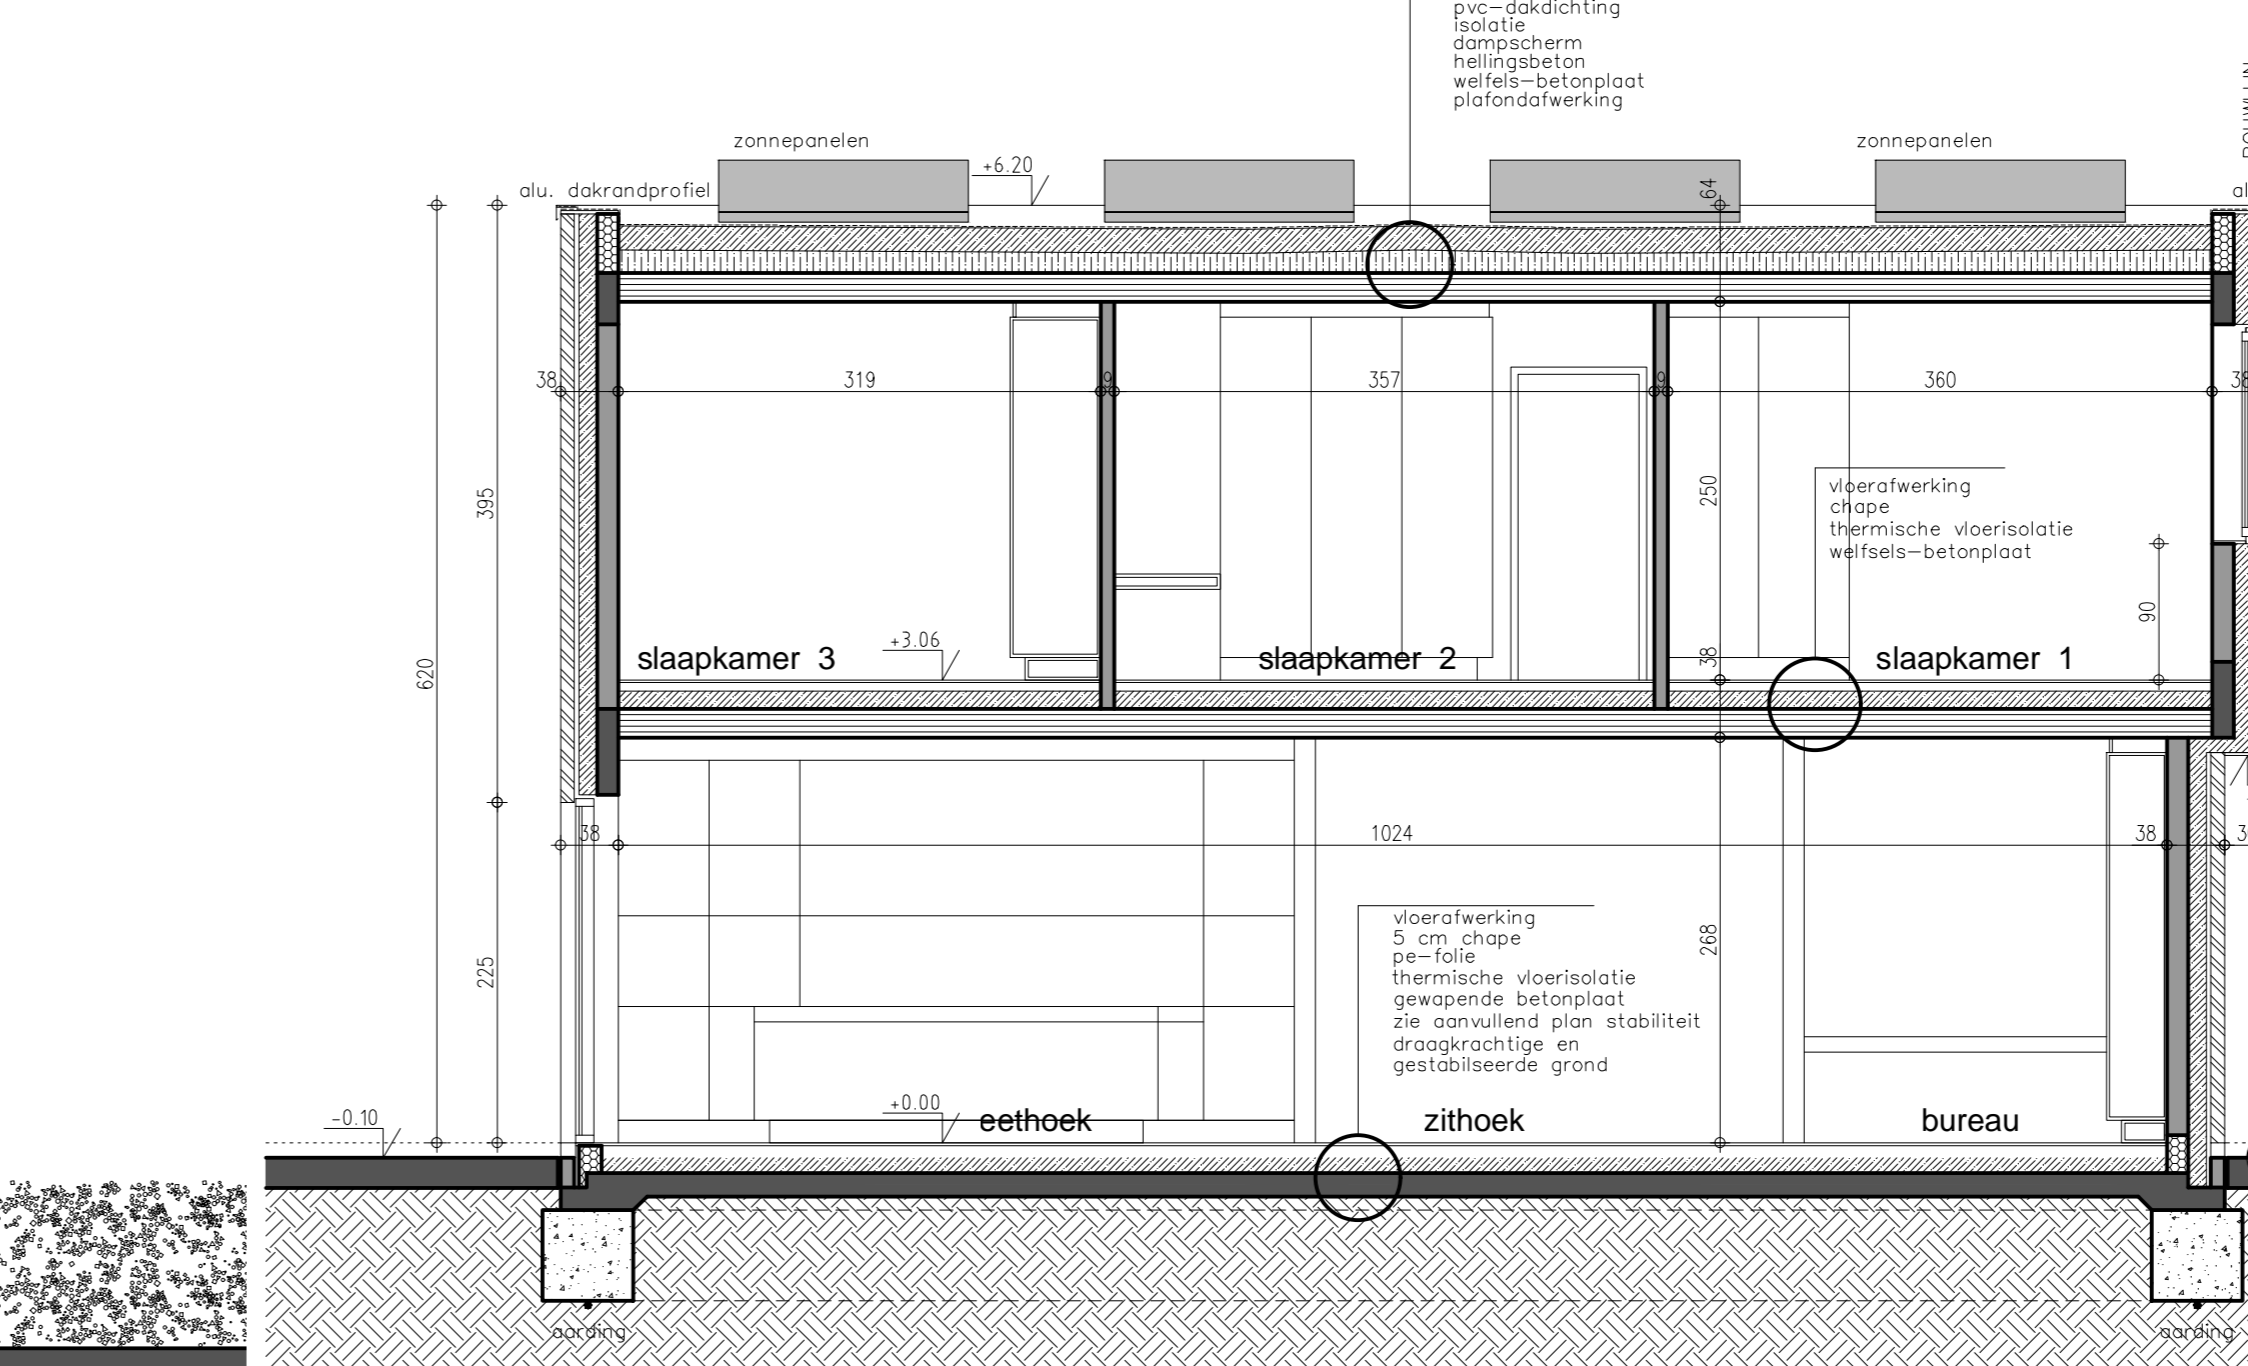 pvc-dakdichting
isolatie
dampscherm
hellingsbeton
welfels-betonplaat
plafondafwerking
zonnepanelen
zonnepanelen
+6.20
alu. dakrandprofiel
64
38
319
9
357
9
360
38
395
250
vloerafwerking
chape
thermische vloerisolatie
welfsels-betonplaat
90
620
+3.06
slaapkamer 3
slaapkamer 2
38
slaapkamer 1
38
1024
38
225
268
vloerafwerking
5 cm chape
pe-folie
thermische vloerisolatie
gewapende betonplaat
zie aanvullend plan stabiliteit
draagkrachtige en
gestabilseerde grond
-0.10
+0.00
eethoek
zithoek
bureau
aarding
aarding